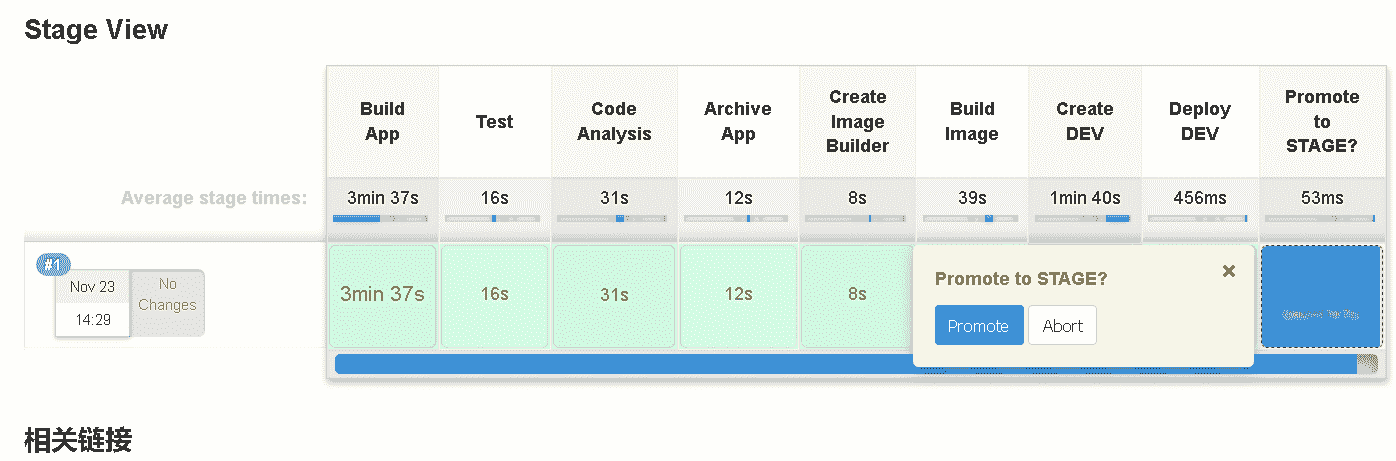 Stage View
Build App
Test
Code Analysis
Archive App
Create Image Builder
Build Image
Create DEV
Deploy DEV
Promote to STAGE?
Average stage times:
3min 37s
16s
31s
12s
8s
39s
1min 40s
456ms
53ms
#1
Nov 23
14:29
No Changes
3min 37s
16s
31s
12s
8s
Promote to STAGE?
Promote
Abort
相关链接